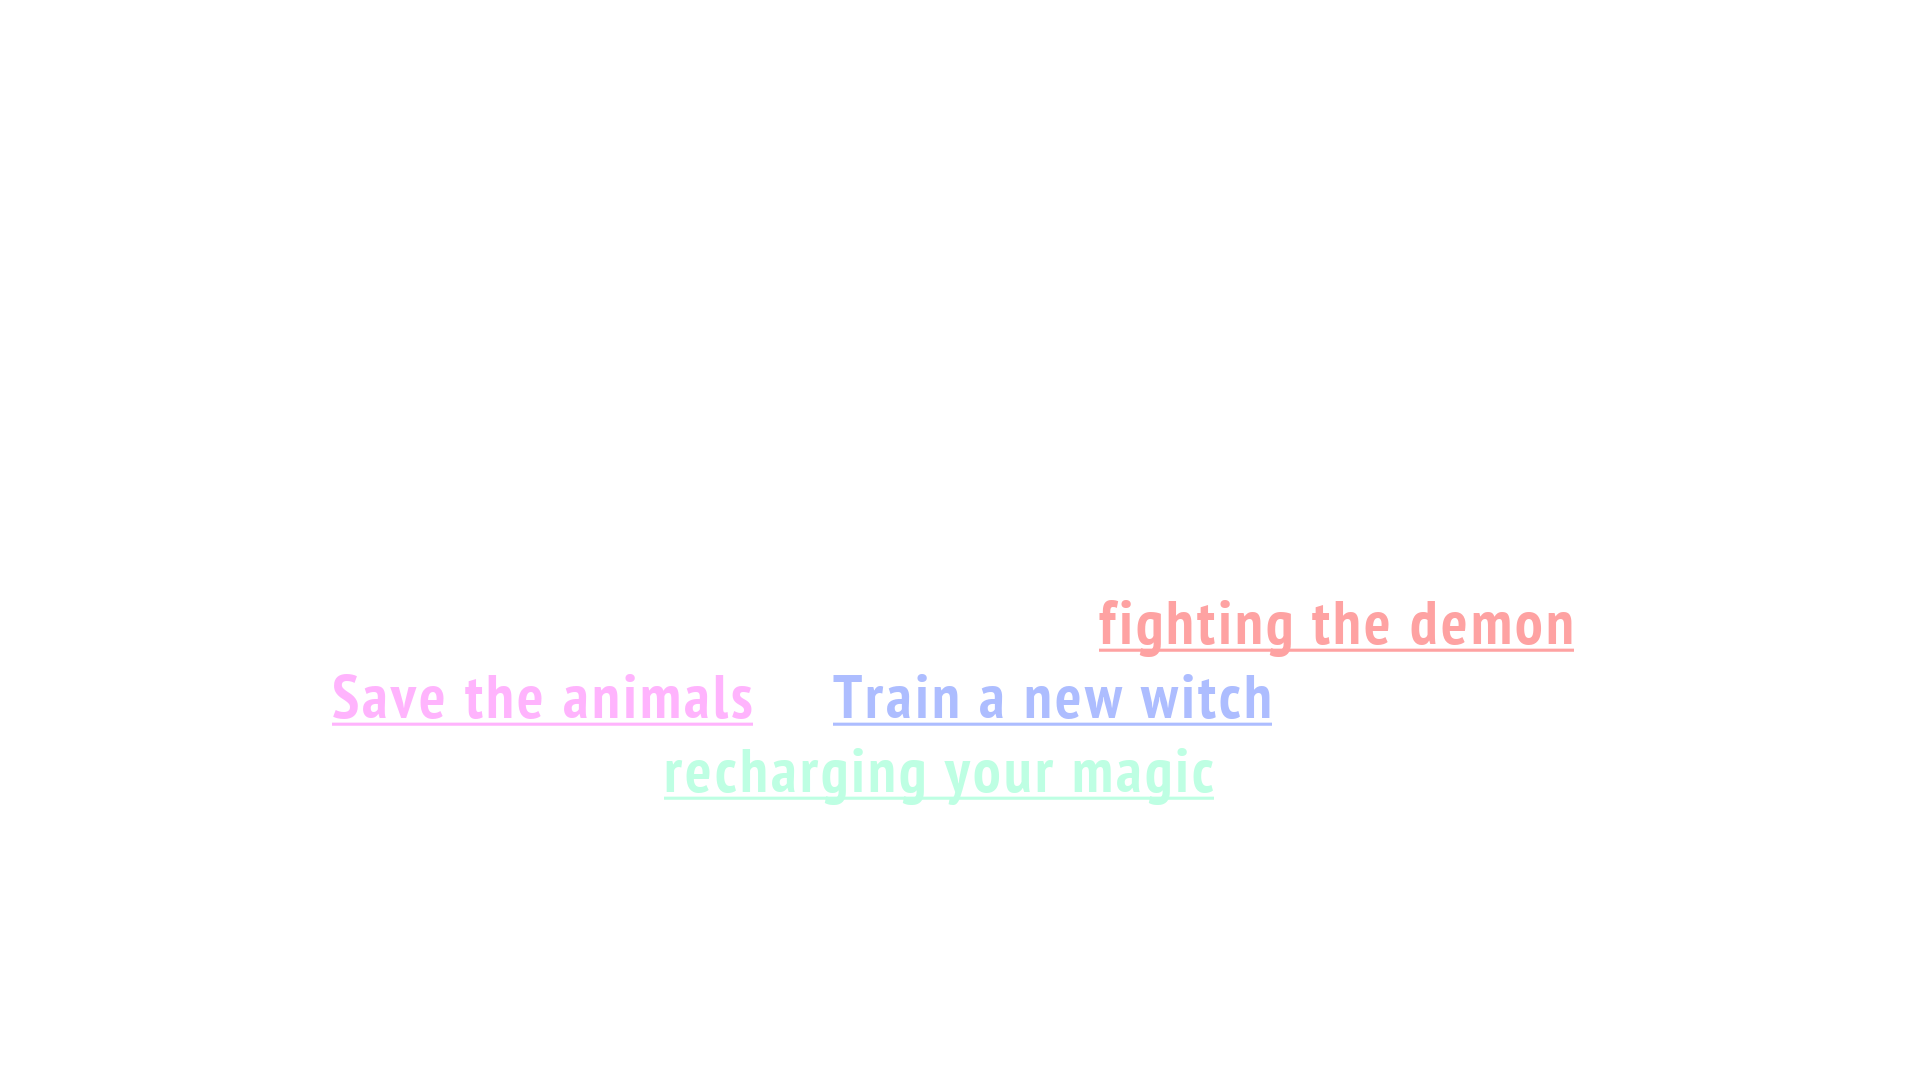 fighting the demon
Save the animals Train a new witch
recharging your magic